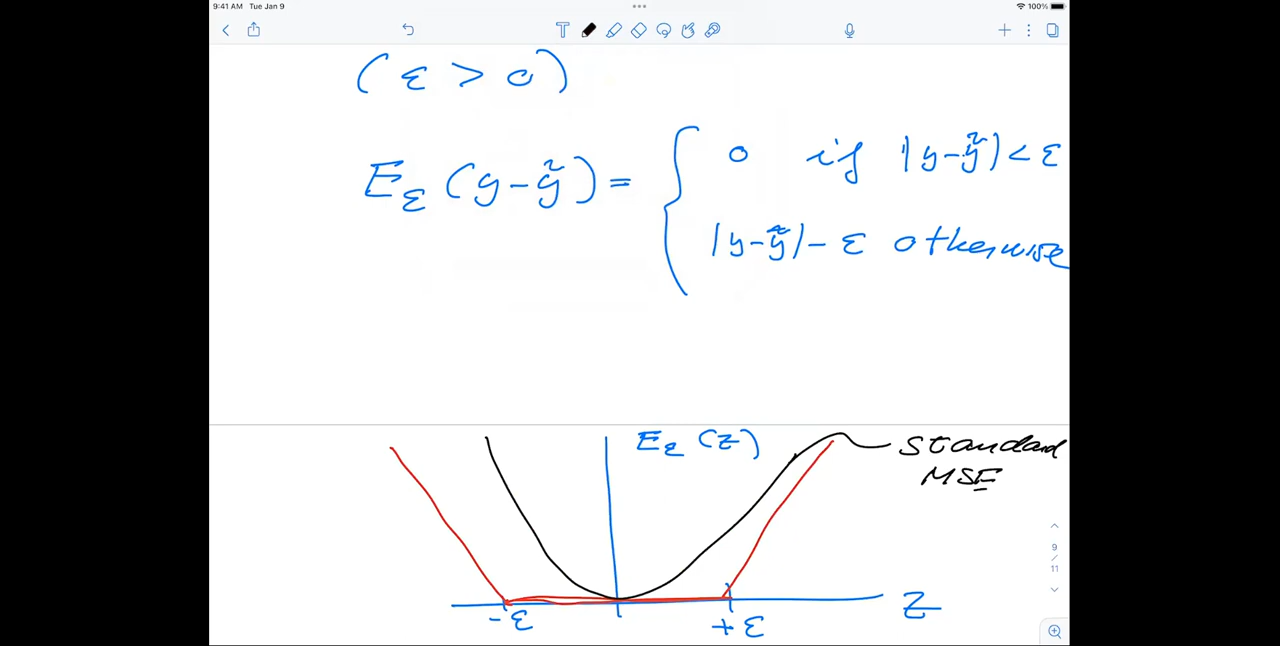 9:41 AM Tue Jan 9
100%
(ε > 0)
0 if |y-ŷ| < ε
E_ε (y-ŷ) =
|y-ŷ| - ε otherwise
E_ε (z)
standard
MSE
9
/
11
-ε
+ε
z